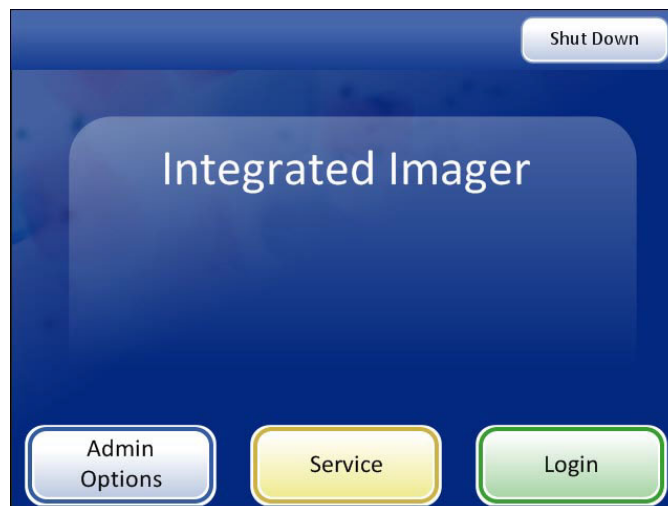 Shut Down
Integrated Imager
Admin
Options
Service
Login